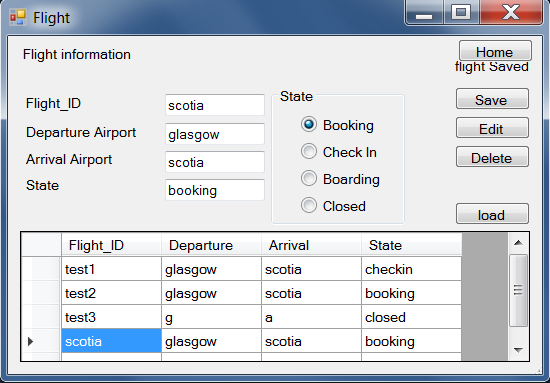 Flight
Flight information
Home
flight Saved
Flight_ID scotia
Departure Airport glasgow
Arrival Airport scotia
State booking
State
Booking
Check In
Boarding
Closed
Save
Edit
Delete
load
Flight_ID Departure Arrival State
test1 glasgow scotia checkin
test2 glasgow scotia booking
test3 g a closed
scotia glasgow scotia booking